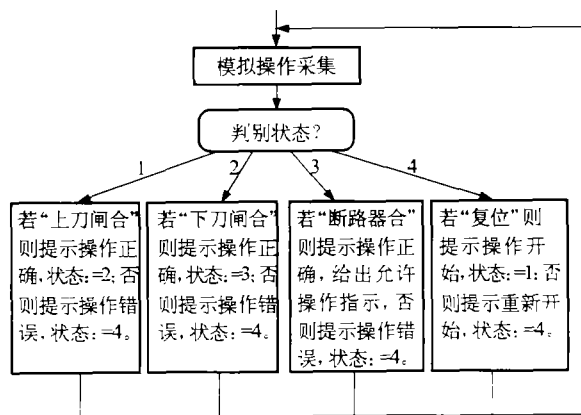 模拟操作采集
判别状态?
1
2
3
4
若“上刀闸合”
则提示操作正
确,状态:=2;否
则提示操作错
误,状态:=4。
若“下刀闸合”
则提示操作正
确,状态:=3;否
则提示操作错
误,状态:=4。
若“断路器合”
则提示操作正
确,给出允许
操作指示,否
则提示操作错
误,状态:=4。
若“复位”则
提示操作开
始,状态:=1;否
则提示重新开
始,状态:=4。